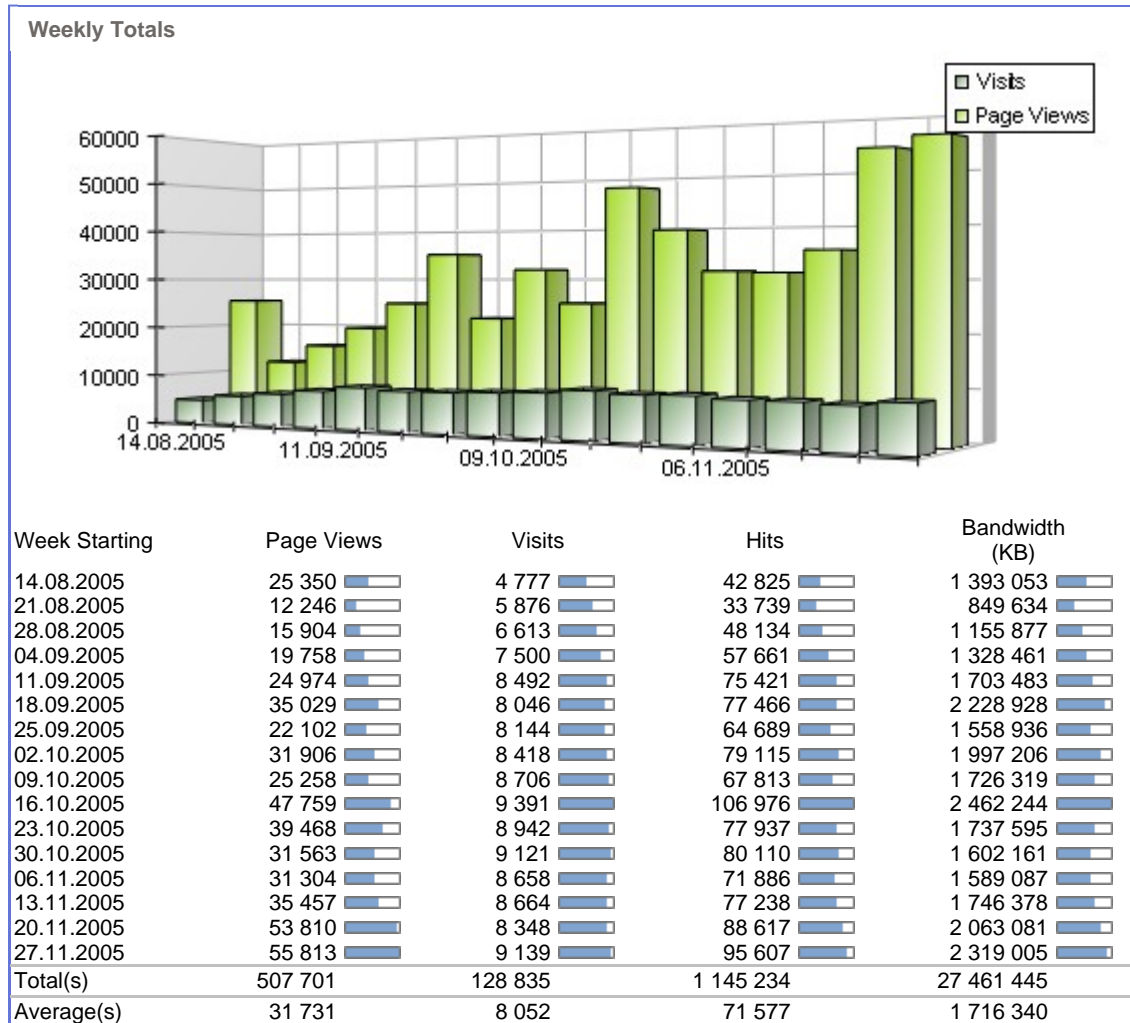 Weekly Totals
Visits
Page Views
60000
50000
40000
30000
20000
10000
0
14.08.2005
11.09.2005
09.10.2005
06.11.2005
Week Starting Page Views Visits Hits Bandwidth (KB)
14.08.2005 25 350 4 777 42 825 1 393 053
21.08.2005 12 246 5 876 33 739 849 634
28.08.2005 15 904 6 613 48 134 1 155 877
04.09.2005 19 758 7 500 57 661 1 328 461
11.09.2005 24 974 8 492 75 421 1 703 483
18.09.2005 35 029 8 046 77 466 2 228 928
25.09.2005 22 102 8 144 64 689 1 558 936
02.10.2005 31 906 8 418 79 115 1 997 206
09.10.2005 25 258 8 706 67 813 1 726 319
16.10.2005 47 759 9 391 106 976 2 462 244
23.10.2005 39 468 8 942 77 937 1 737 595
30.10.2005 31 563 9 121 80 110 1 602 161
06.11.2005 31 304 8 658 71 886 1 589 087
13.11.2005 35 457 8 664 77 238 1 746 378
20.11.2005 53 810 8 348 88 617 2 063 081
27.11.2005 55 813 9 139 95 607 2 319 005
Total(s) 507 701 128 835 1 145 234 27 461 445
Average(s) 31 731 8 052 71 577 1 716 340